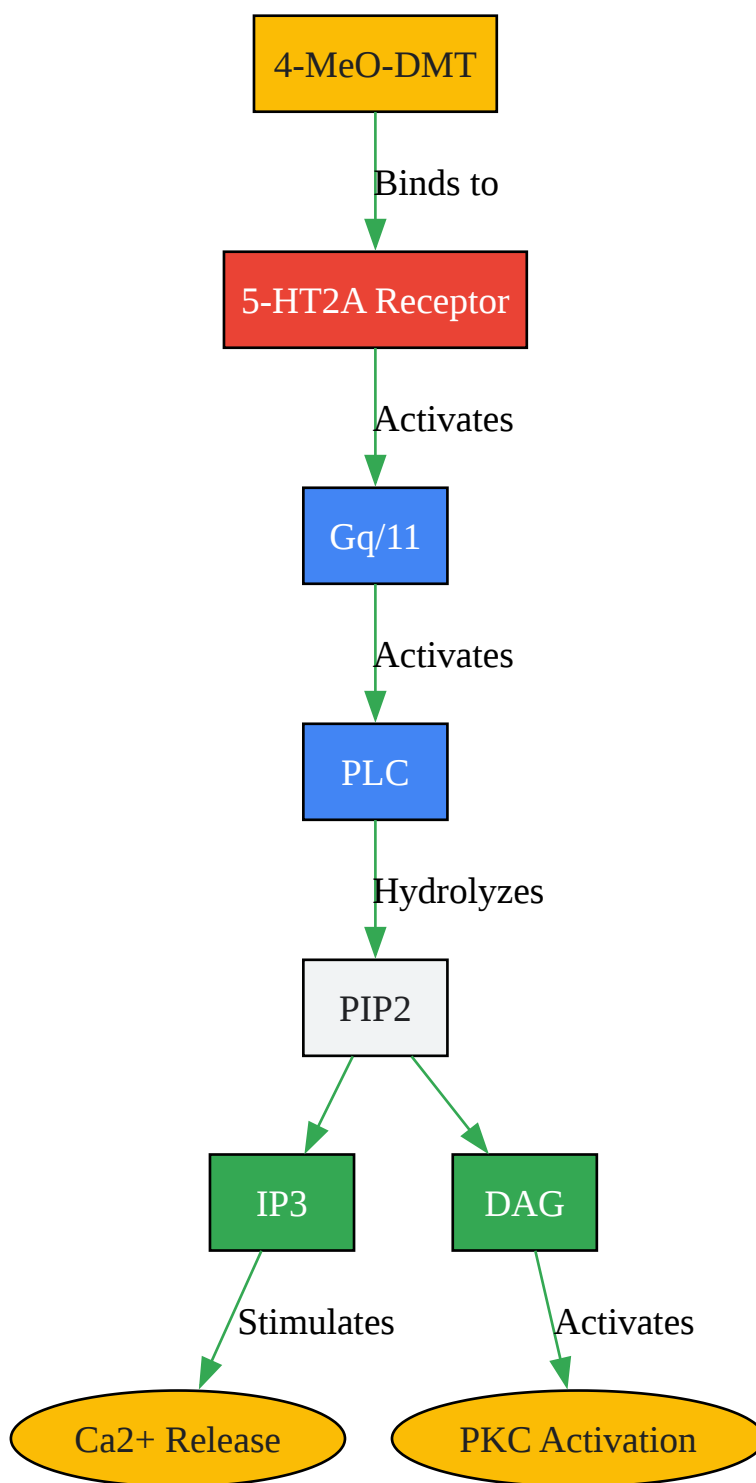 4-MeO-DMT
Binds to
5-HT2A Receptor
Activates
Gq/11
Activates
PLC
Hydrolyzes
PIP2
IP3
DAG
Stimulates
Activates
Ca2+ Release
PKC Activation